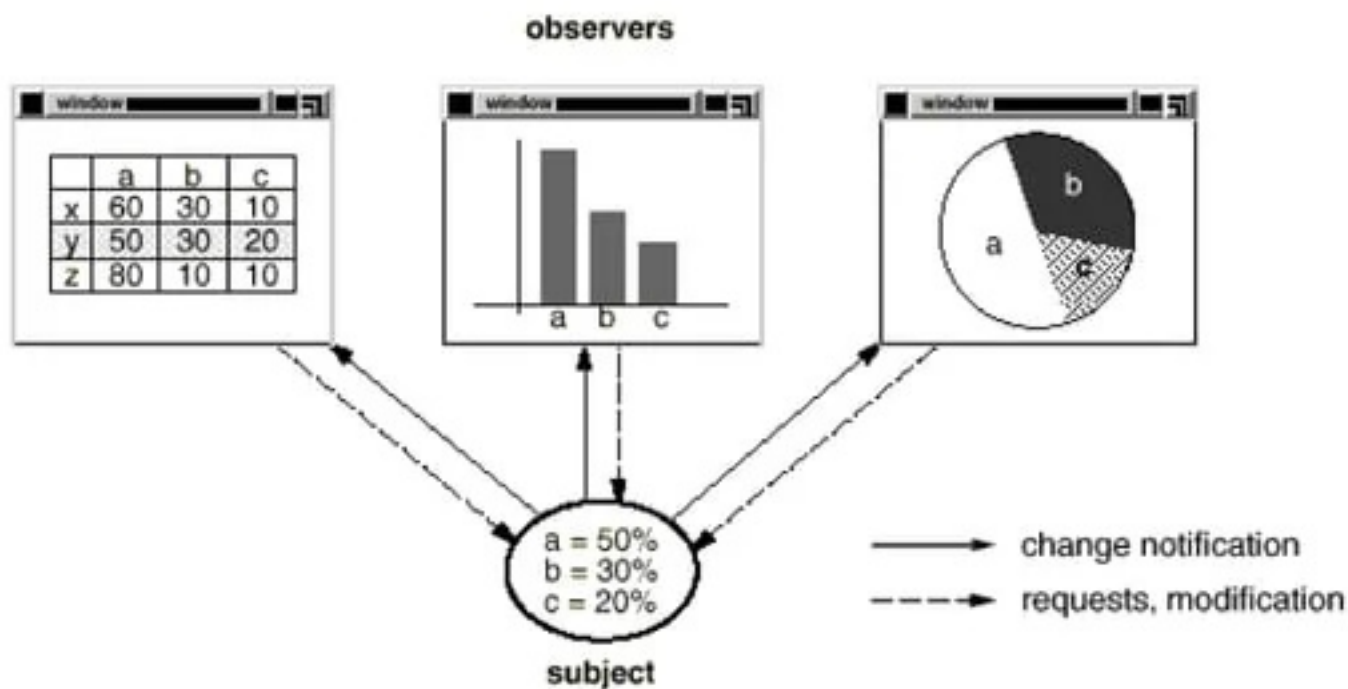 observers
window
window
window
a b c
x 60 30 10
y 50 30 20
z 80 10 10
a b c
a
b
c
a = 50%
b = 30%
c = 20%
subject
change notification
requests, modification